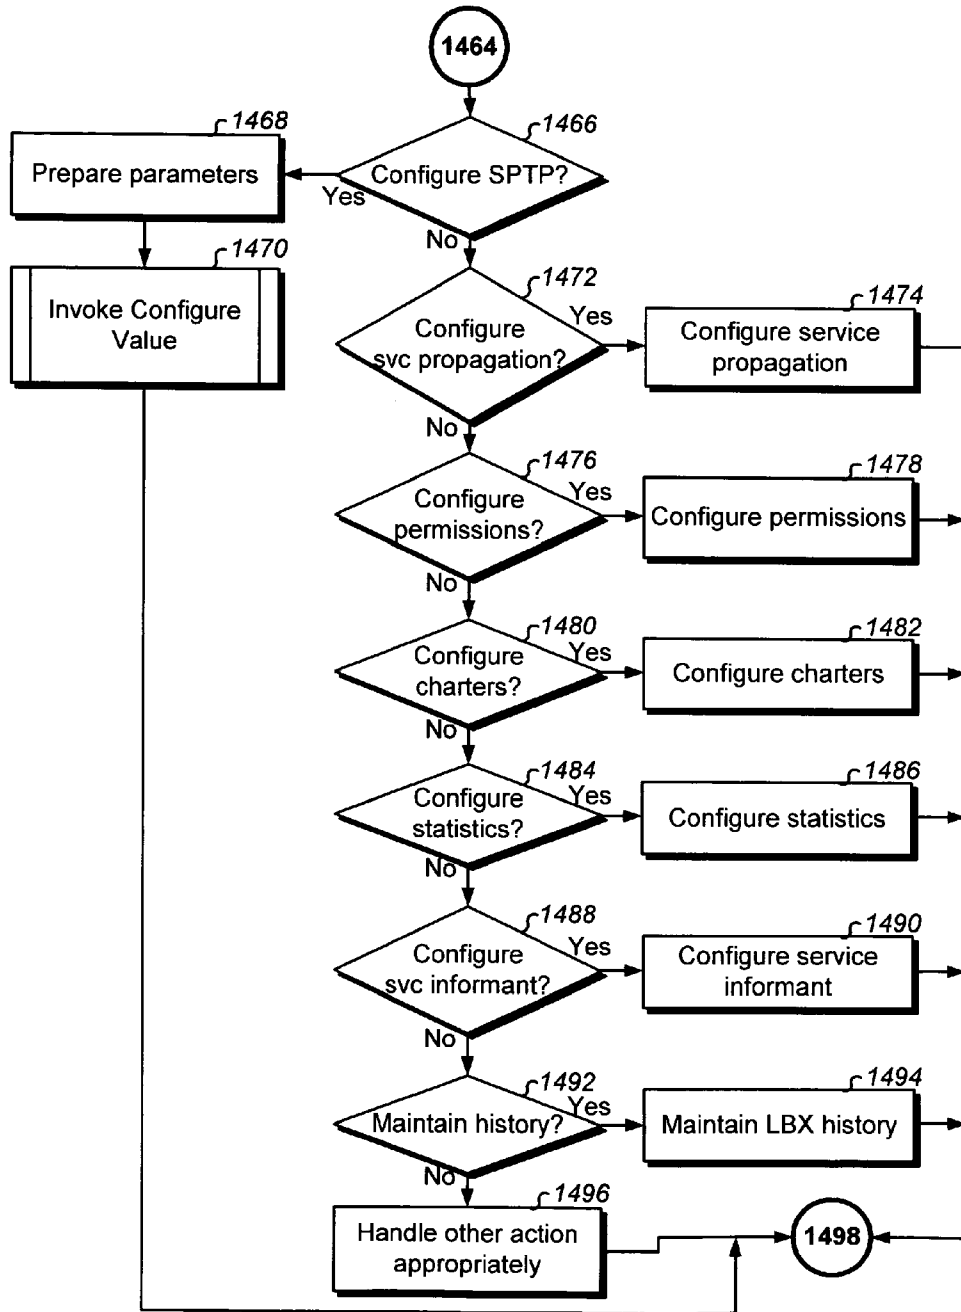 1464
1466
Configure SPTP?
Yes
No
1468
Prepare parameters
1470
Invoke Configure
Value
1472
Configure
svc propagation?
Yes
No
1474
Configure service
propagation
1476
Configure
permissions?
Yes
No
1478
Configure permissions
1480
Configure
charters?
Yes
No
1482
Configure charters
1484
Configure
statistics?
Yes
No
1486
Configure statistics
1488
Configure
svc informant?
Yes
No
1490
Configure service
informant
1492
Maintain history?
Yes
No
1494
Maintain LBX history
1496
Handle other action
appropriately
1498